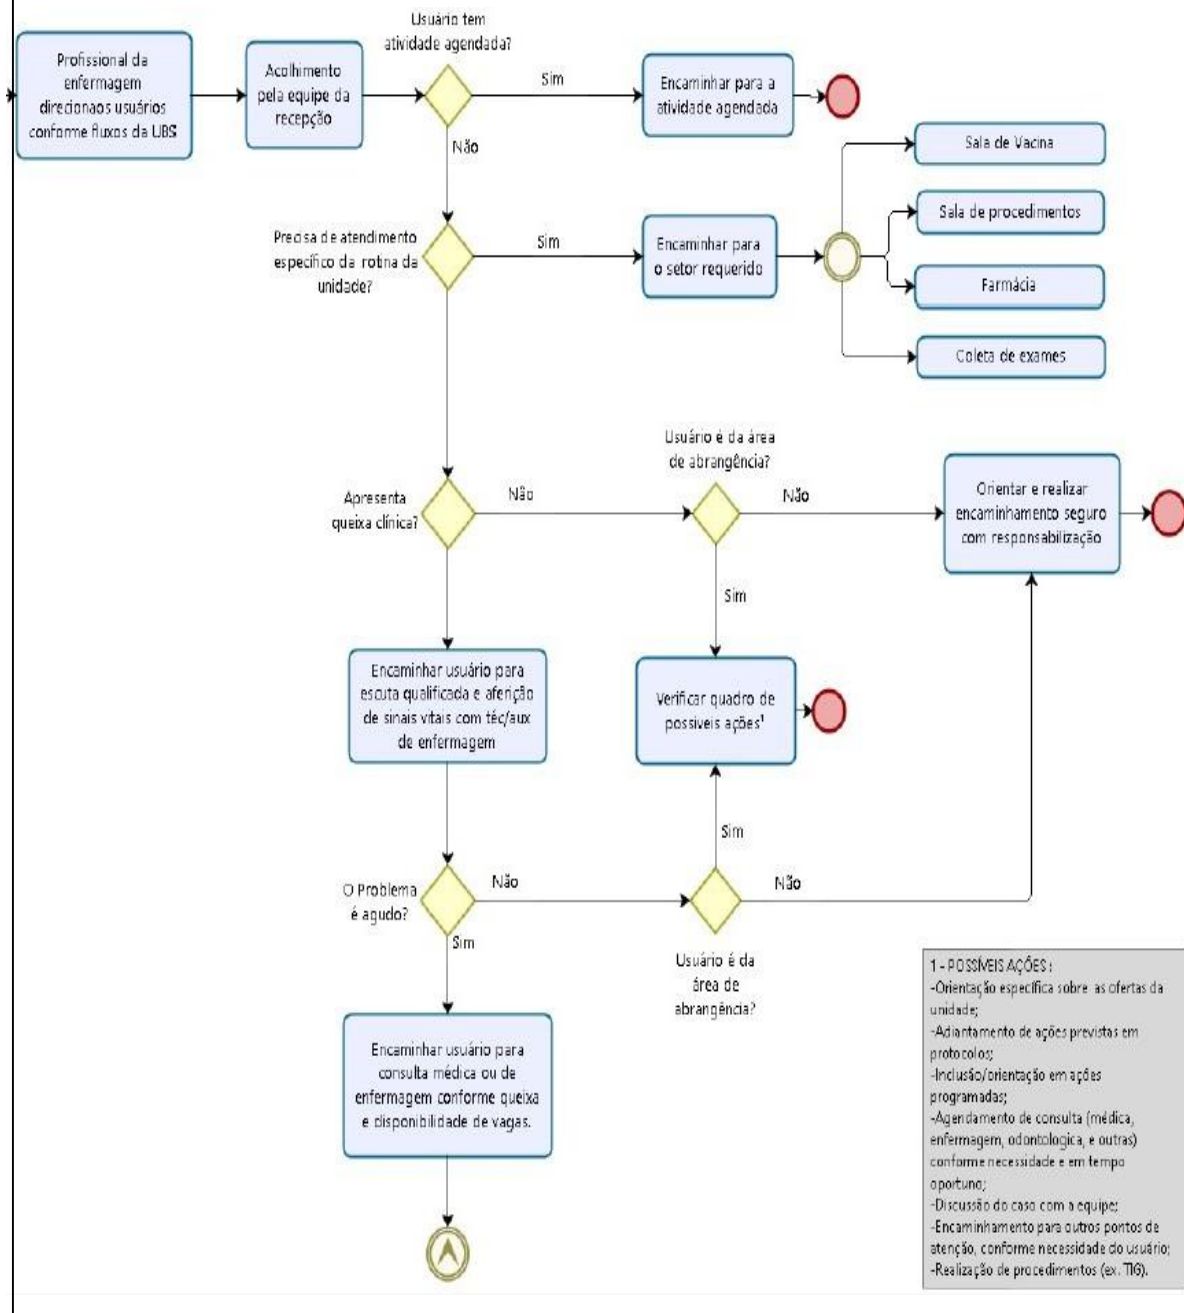 Usuário tem
atividade agendada?
Profissional da
enfermagem
direcionaos usuários
conforme fluxos da UBS
Acolhimento
pela equipe da
recepção
Sim
Encaminhar para a
atividade agendada
Não
Sala de Vacina
Precisa de atendimento
específico da rotina da
unidade?
Sim
Encaminhar para
o setor requerido
Sala de procedimentos
Farmácia
Coleta de exames
Usuário é da área
de abrangência?
Apresenta
queixa clínica?
Não
Não
Orientar e realizar
encaminhamento seguro
com responsabilização
Sim
Encaminhar usuário para
escuta qualificada e aferição
de sinais vitais com téc/aux
de enfermagem
Verificar quadro de
possiveis ações¹
Sim
O Problema
é agudo?
Não
Não
Sim
Usuário é da
área de
abrangência?
Encaminhar usuário para
consulta médica ou de
enfermagem conforme queixa
e disponibilidade de vagas.
1 - POSSÍVEIS AÇÕES :
-Orientação específica sobre as ofertas da
unidade;
-Adiantamento de ações previstas em
protocolos;
-Inclusão/orientação em ações
programadas;
-Agendamento de consulta (médica,
enfermagem, odontologica, e outras)
conforme necessidade e em tempo
oportuno;
-Discussão do caso com a equipe;
-Encaminhamento para outros pontos de
atenção, conforme necessidade do usuário;
-Realização de procedimentos (ex. TIG).